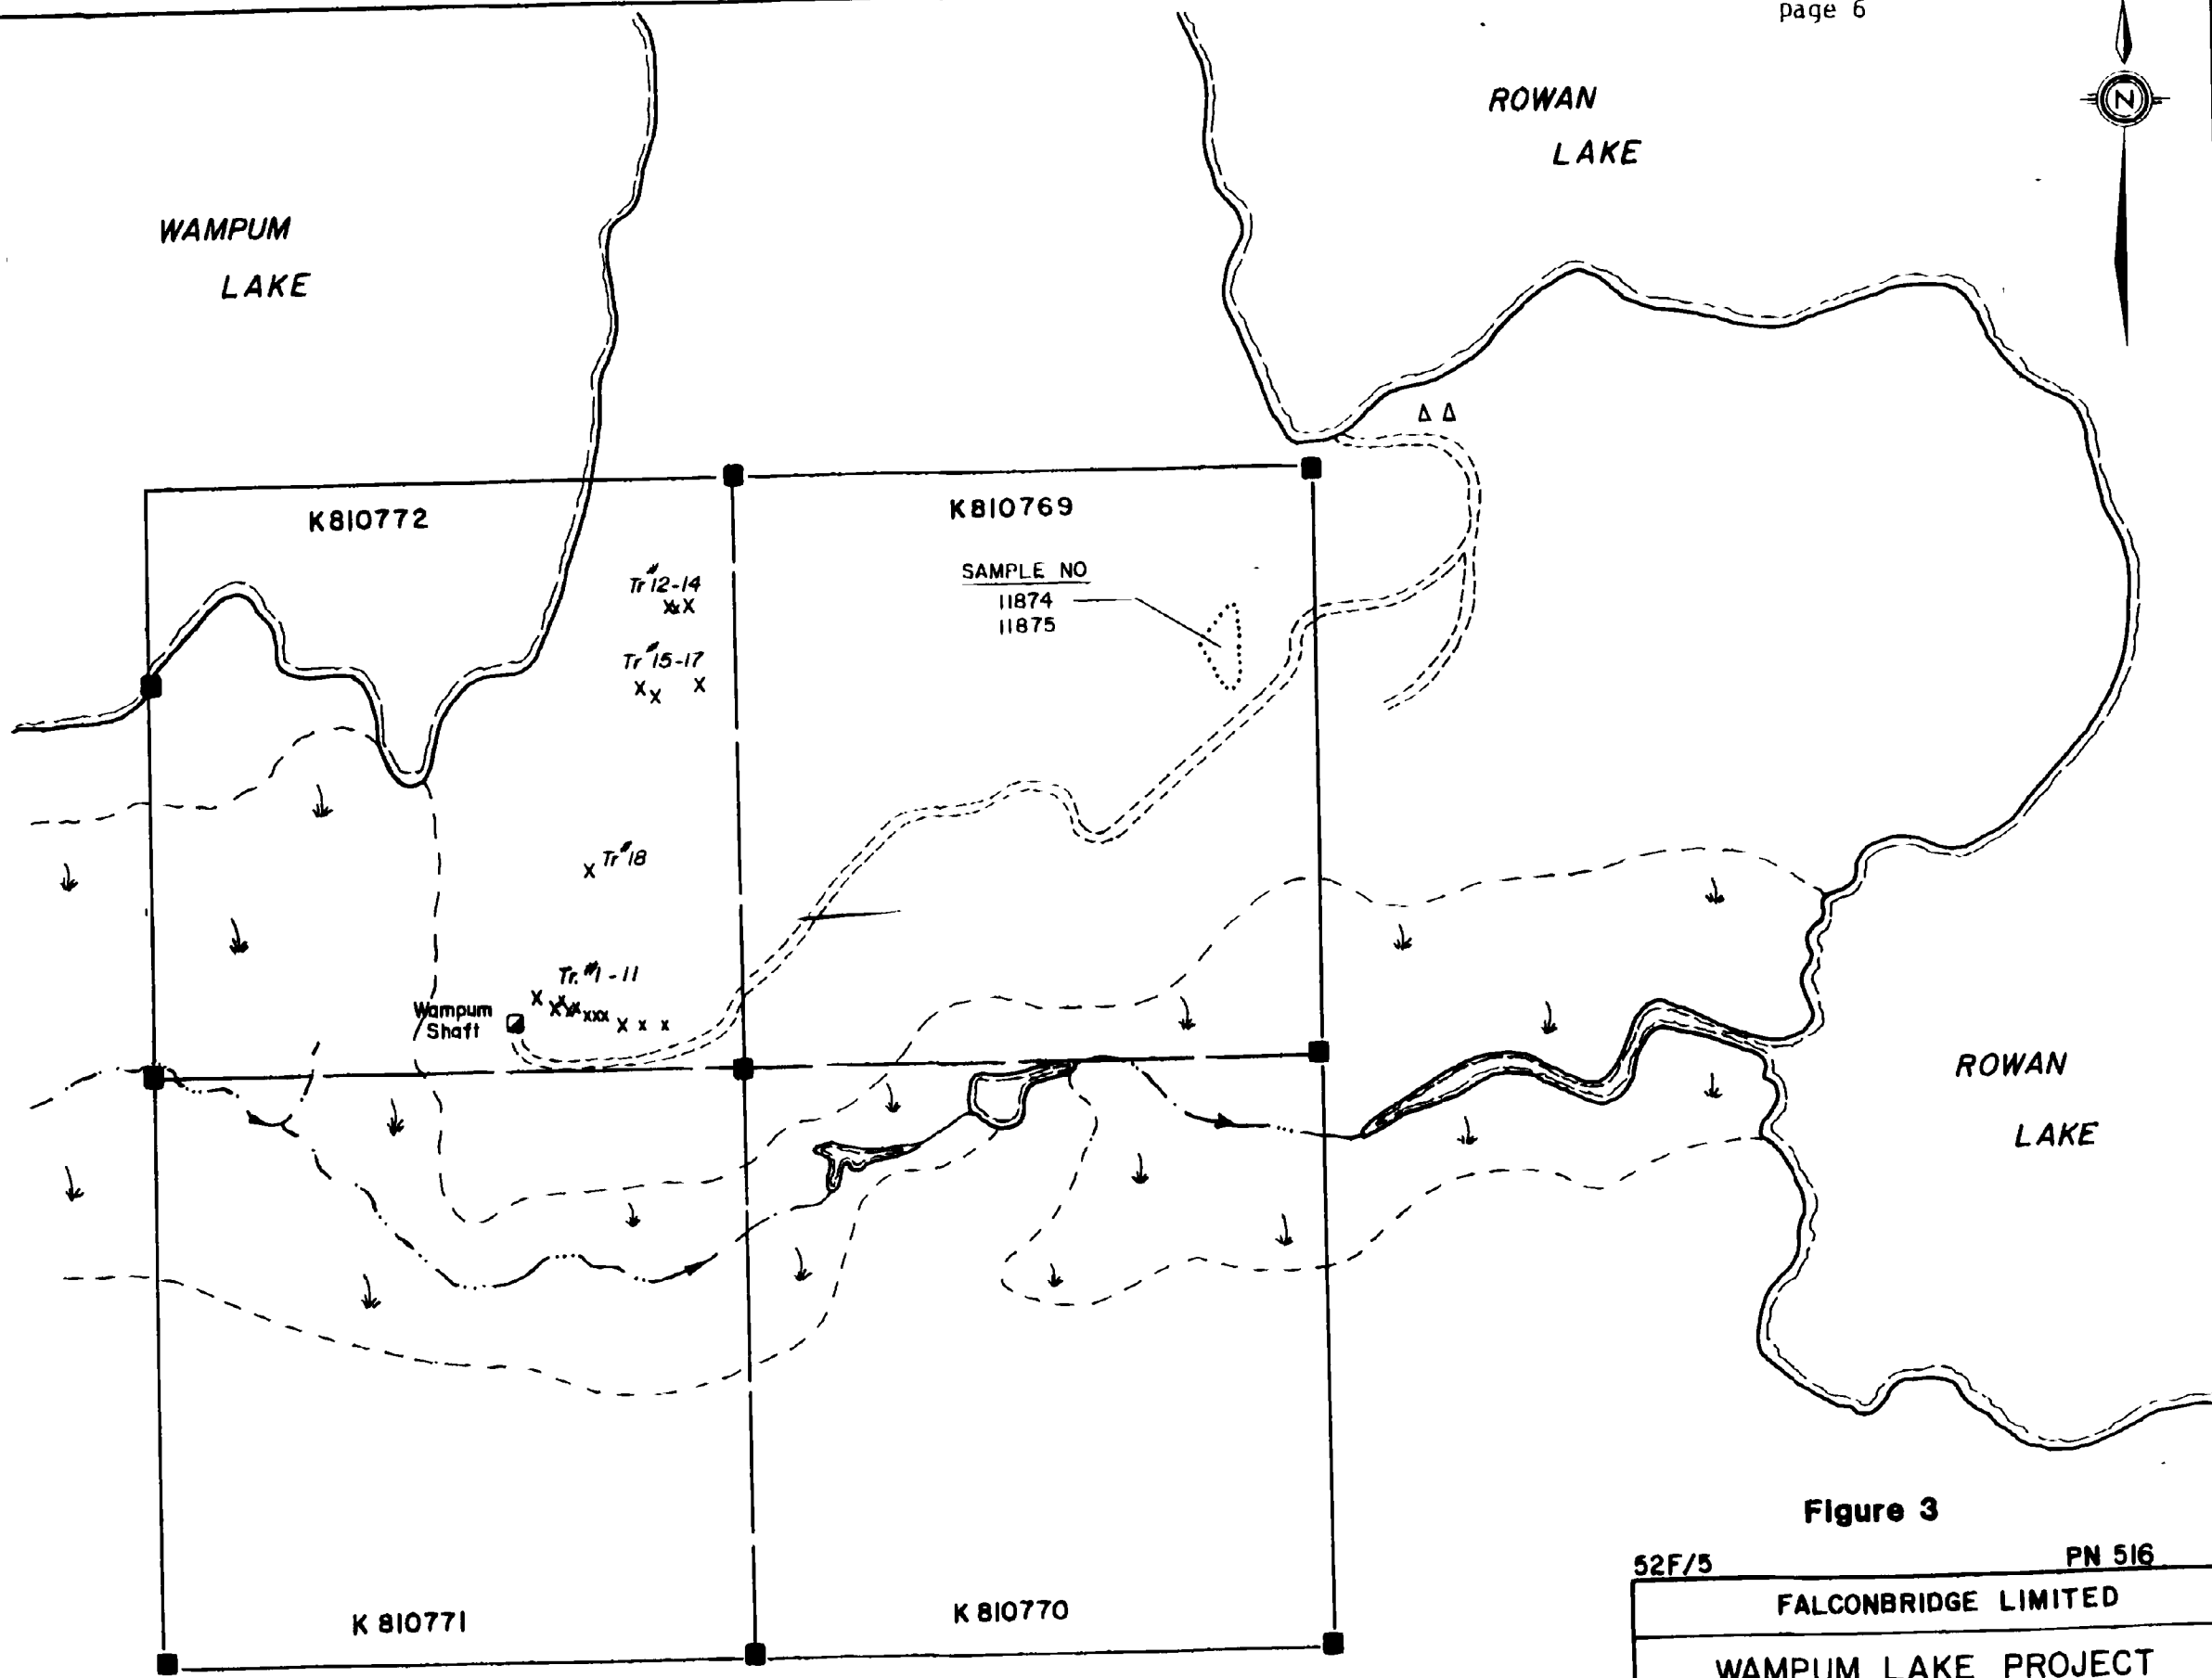 page 6
N
ROWAN
LAKE
WAMPUM
LAKE
K810772
K810769
Tr#12-14
SAMPLE NO
11874
11875
Tr#15-17
Tr#18
Tr.#1-11
Wampum
Shaft
ROWAN
LAKE
Figure 3
52F/5 PN 516
FALCONBRIDGE LIMITED
WAMPUM LAKE PROJECT
K 810771
K 810770